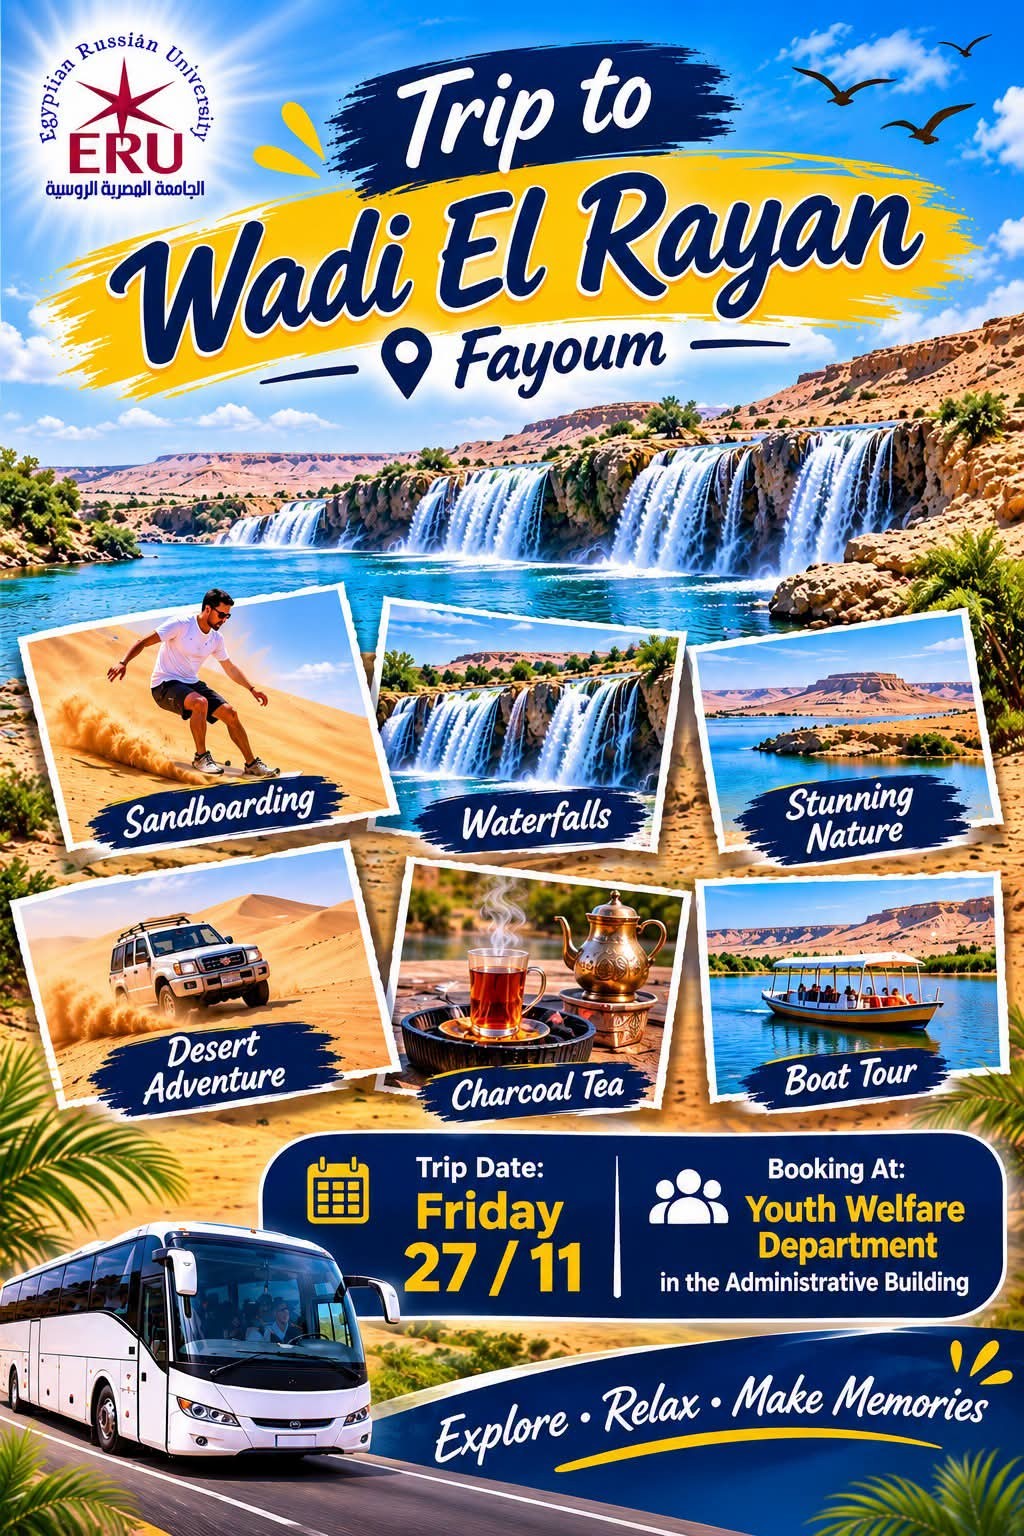 Egyptian Russian University
ERU
الجامعة المصرية الروسية
Trip to
Wadi El Rayan
Fayoum
Sandboarding
Waterfalls
Stunning
Nature
Desert
Adventure
Charcoal Tea
Boat Tour
Trip Date:
Friday
27 / 11
Booking At:
Youth Welfare
Department
in the Administrative Building
Explore • Relax • Make Memories